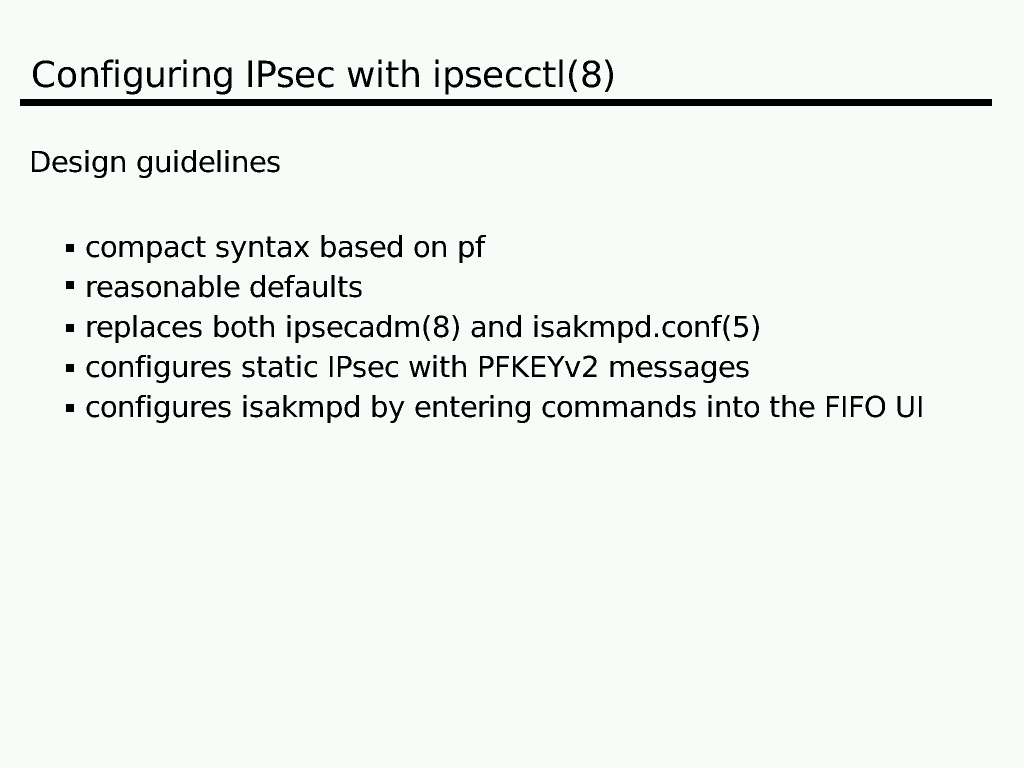 Configuring IPsec with ipsecctl(8)
Design guidelines
▪ compact syntax based on pf
▪ reasonable defaults
▪ replaces both ipsecadm(8) and isakmpd.conf(5)
▪ configures static IPsec with PFKEYv2 messages
▪ configures isakmpd by entering commands into the FIFO UI